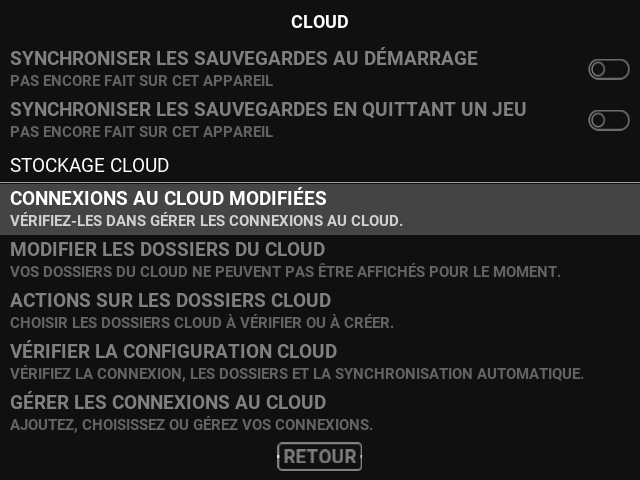 CLOUD
SYNCHRONISER LES SAUVEGARDES AU DÉMARRAGE
PAS ENCORE FAIT SUR CET APPAREIL
SYNCHRONISER LES SAUVEGARDES EN QUITTANT UN JEU
PAS ENCORE FAIT SUR CET APPAREIL
STOCKAGE CLOUD
CONNEXIONS AU CLOUD MODIFIÉES
VÉRIFIEZ-LES DANS GÉRER LES CONNEXIONS AU CLOUD.
MODIFIER LES DOSSIERS DU CLOUD
VOS DOSSIERS DU CLOUD NE PEUVENT PAS ÊTRE AFFICHÉS POUR LE MOMENT.
ACTIONS SUR LES DOSSIERS CLOUD
CHOISIR LES DOSSIERS CLOUD À VÉRIFIER OU À CRÉER.
VÉRIFIER LA CONFIGURATION CLOUD
VÉRIFIEZ LA CONNEXION, LES DOSSIERS ET LA SYNCHRONISATION AUTOMATIQUE.
GÉRER LES CONNEXIONS AU CLOUD
AJOUTEZ, CHOISISSEZ OU GÉREZ VOS CONNEXIONS.
RETOUR